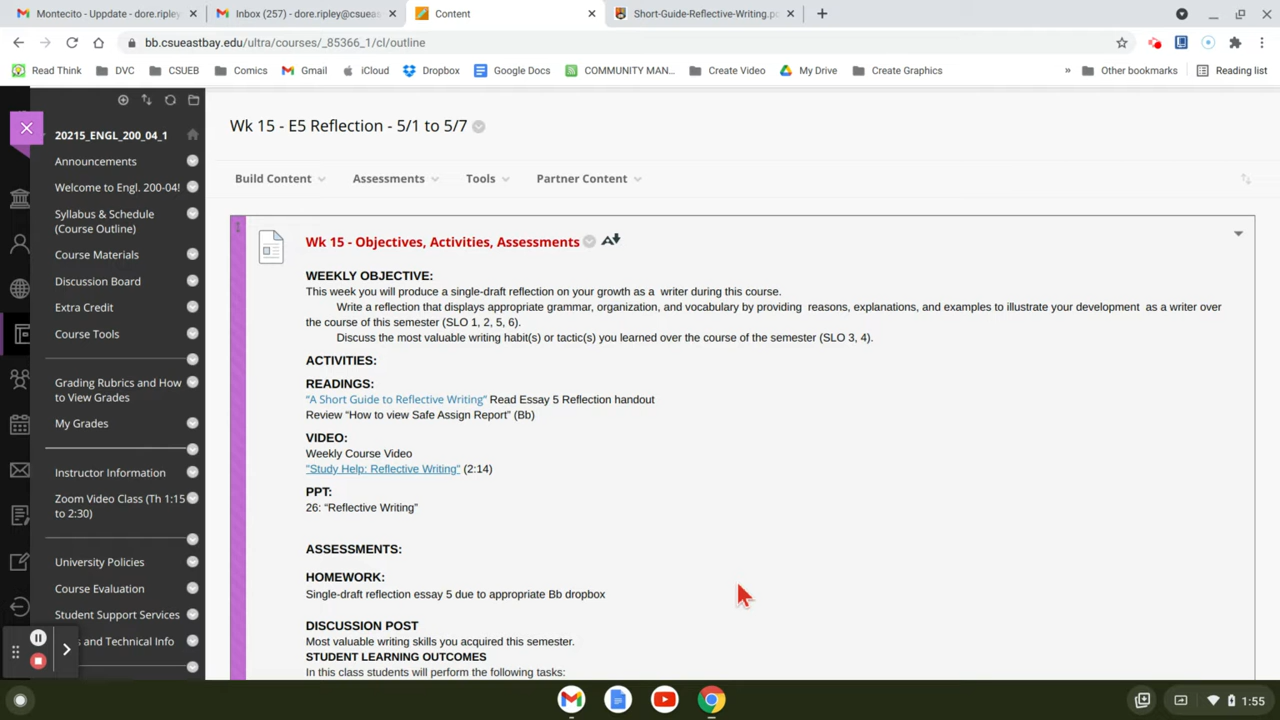 Montecito - Uppdate - dore.ripley
Inbox (257) - dore.ripley@csueas
Content
Short-Guide-Reflective-Writing.pd
bb.csueastbay.edu/ultra/courses/_85366_1/cl/outline
Read Think
DVC
CSUEB
Comics
Gmail
iCloud
Dropbox
Google Docs
COMMUNITY MAN...
Create Video
My Drive
Create Graphics
»
Other bookmarks
Reading list
20215_ENGL_200_04_1
Announcements
Welcome to Engl. 200-04!
Syllabus & Schedule
(Course Outline)
Course Materials
Discussion Board
Extra Credit
Course Tools
Grading Rubrics and How
to View Grades
My Grades
Instructor Information
Zoom Video Class (Th 1:15
to 2:30)
University Policies
Course Evaluation
Student Support Services
and Technical Info
Wk 15 - E5 Reflection - 5/1 to 5/7
Build Content
Assessments
Tools
Partner Content
Wk 15 - Objectives, Activities, Assessments
WEEKLY OBJECTIVE:
This week you will produce a single-draft reflection on your growth as a writer during this course.
Write a reflection that displays appropriate grammar, organization, and vocabulary by providing reasons, explanations, and examples to illustrate your development as a writer over
the course of this semester (SLO 1, 2, 5, 6).
Discuss the most valuable writing habit(s) or tactic(s) you learned over the course of the semester (SLO 3, 4).
ACTIVITIES:
READINGS:
"A Short Guide to Reflective Writing" Read Essay 5 Reflection handout
Review “How to view Safe Assign Report” (Bb)
VIDEO:
Weekly Course Video
"Study Help: Reflective Writing" (2:14)
PPT:
26: “Reflective Writing”
ASSESSMENTS:
HOMEWORK:
Single-draft reflection essay 5 due to appropriate Bb dropbox
DISCUSSION POST
Most valuable writing skills you acquired this semester.
STUDENT LEARNING OUTCOMES
In this class students will perform the following tasks:
1:55